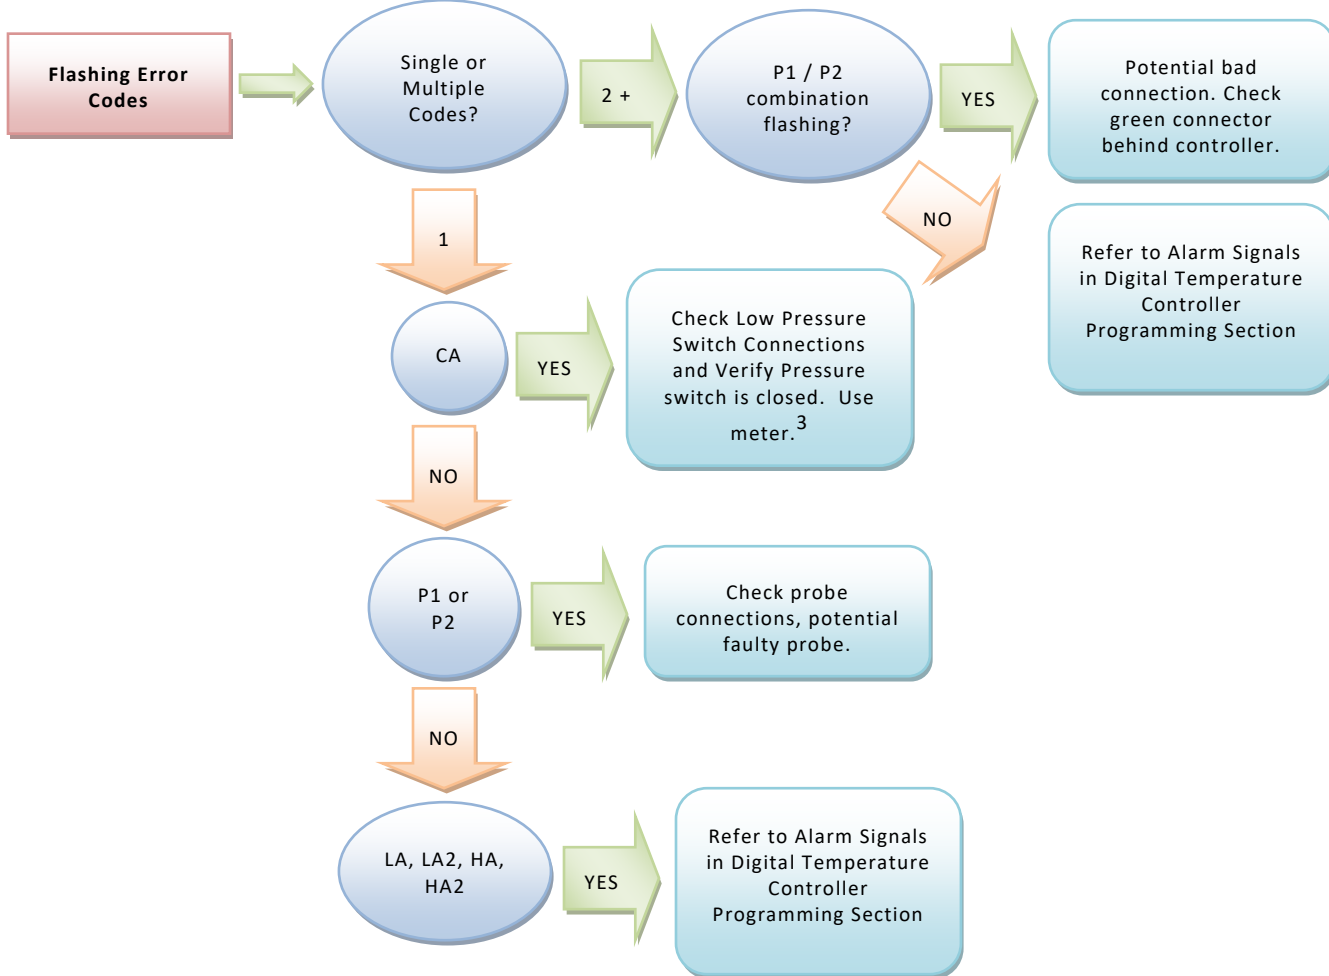 Flashing Error
Codes
Single or
Multiple
Codes?
2 +
P1 / P2
combination
flashing?
YES
Potential bad
connection. Check
green connector
behind controller.
1
NO
Refer to Alarm Signals
in Digital Temperature
Controller
Programming Section
CA
YES
Check Low Pressure
Switch Connections
and Verify Pressure
switch is closed.  Use
meter.3
NO
P1 or
P2
YES
Check probe
connections, potential
faulty probe.
NO
LA, LA2, HA,
HA2
YES
Refer to Alarm Signals
in Digital Temperature
Controller
Programming Section